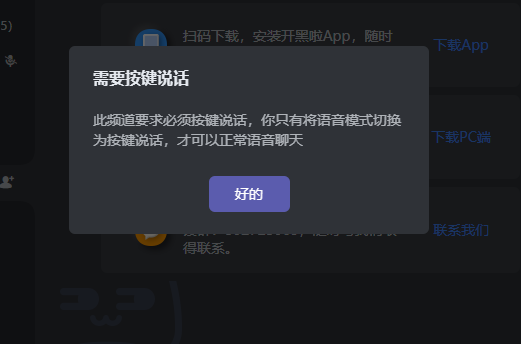 5)
扫码下载，安装开黑啦App，随时
下载App
需要按键说话
此频道要求必须按键说话，你只有将语音模式切换
为按键说话，才可以正常语音聊天
下载PC端
好的
联系我们
得联系。